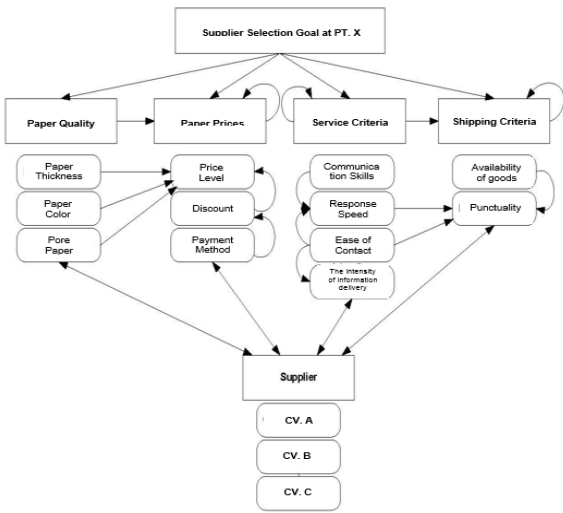 Supplier Selection Goal at PT. X
Paper Quality
Paper Prices
Service Criteria
Shipping Criteria
Paper
Thickness
Price
Level
Communica
tion Skills
Availability
of goods
Paper
Color
Discount
Response
Speed
Punctuality
Pore
Paper
Payment
Method
Ease of
Contact
The intensity
of information
delivery
Supplier
CV. A
CV. B
CV. C